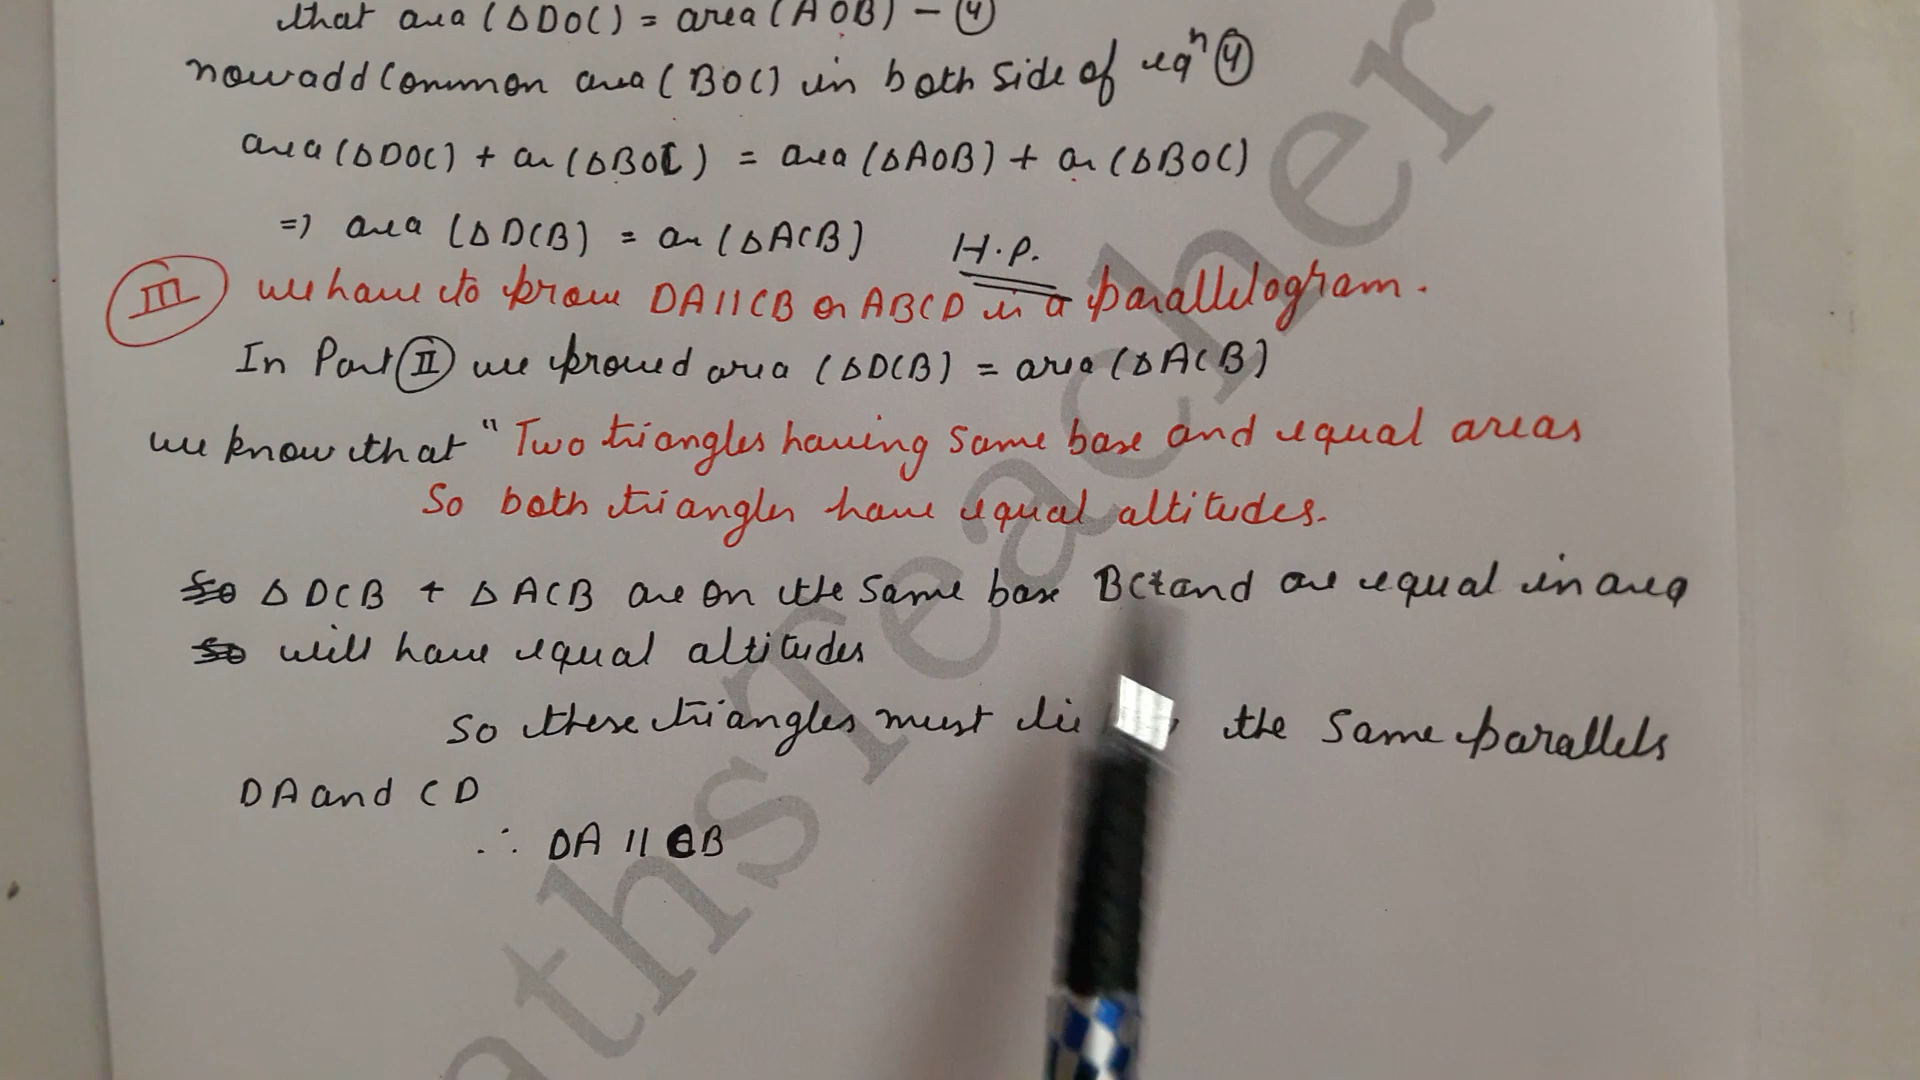 that area (ΔDOC) = area (AOB) - (4)
now add Common area (BOC) in both side of eqⁿ (4)
area (ΔDOC) + ar (ΔBOC) = area (ΔAOB) + ar (ΔBOC)
=) area (ΔDCB) = ar (ΔACB) H.P.
(III) we have to prove DA || CB or ABCD is a parallelogram.
In Part (II) we proved area (ΔDCB) = area (ΔACB)
we know that "Two triangles having same base and equal areas
So both triangles have equal altitudes.
So ΔDCB + ΔACB are on the same base BC and are equal in area
So will have equal altitudes
So these triangles must lie the same parallels
DA and CD
∴ DA || CB
aths Teacher